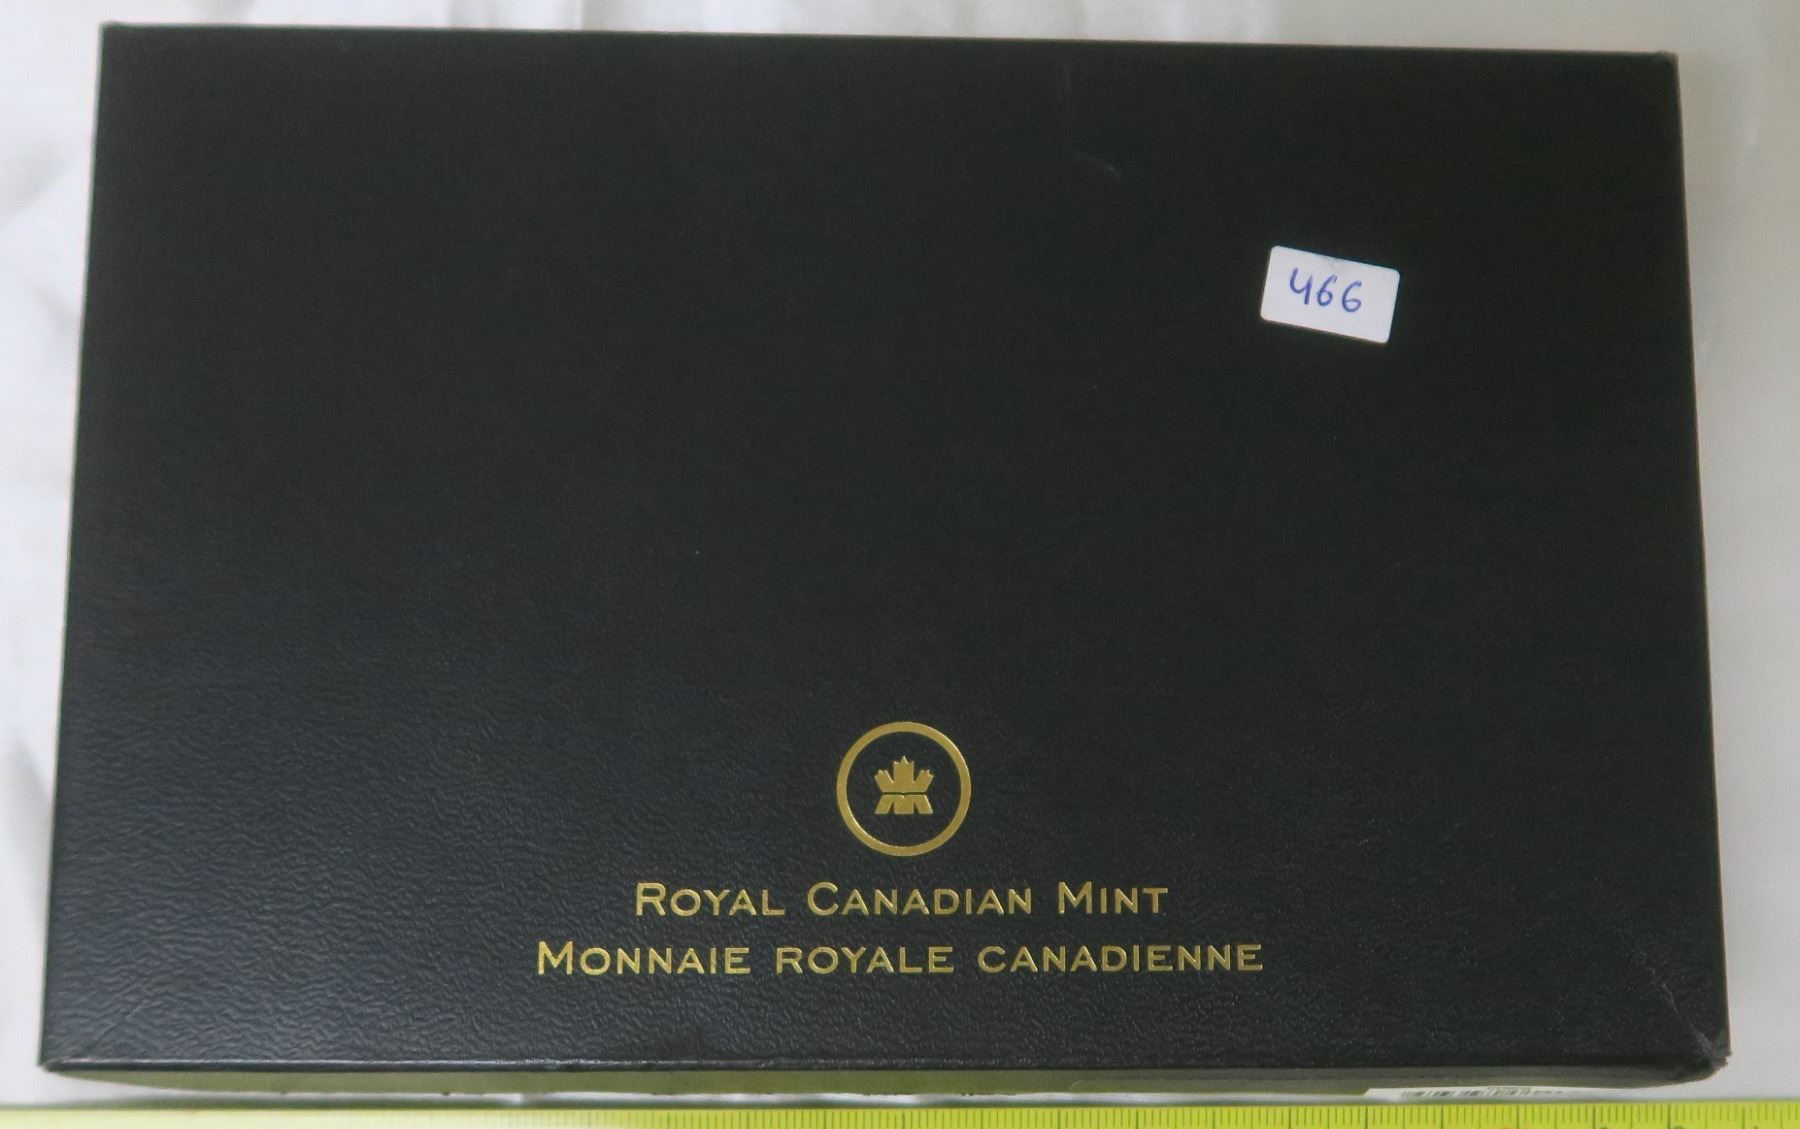 466
ROYAL CANADIAN MINT
MONNAIE ROYALE CANADIENNE